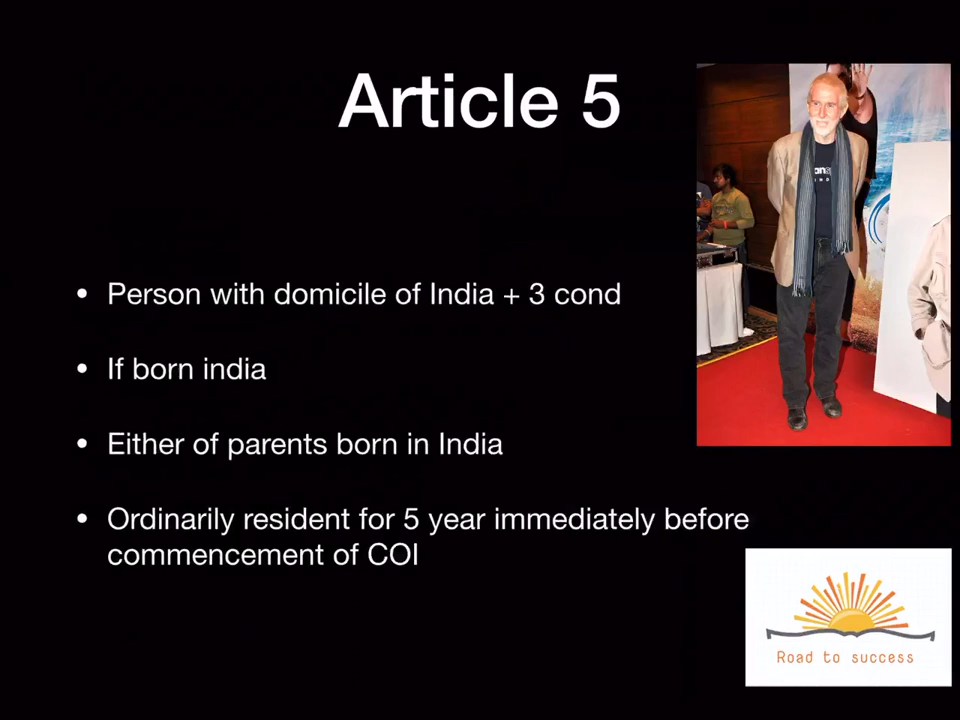 Article 5
• Person with domicile of India + 3 cond
• If born india
• Either of parents born in India
• Ordinarily resident for 5 year immediately before
commencement of COI
Road to success